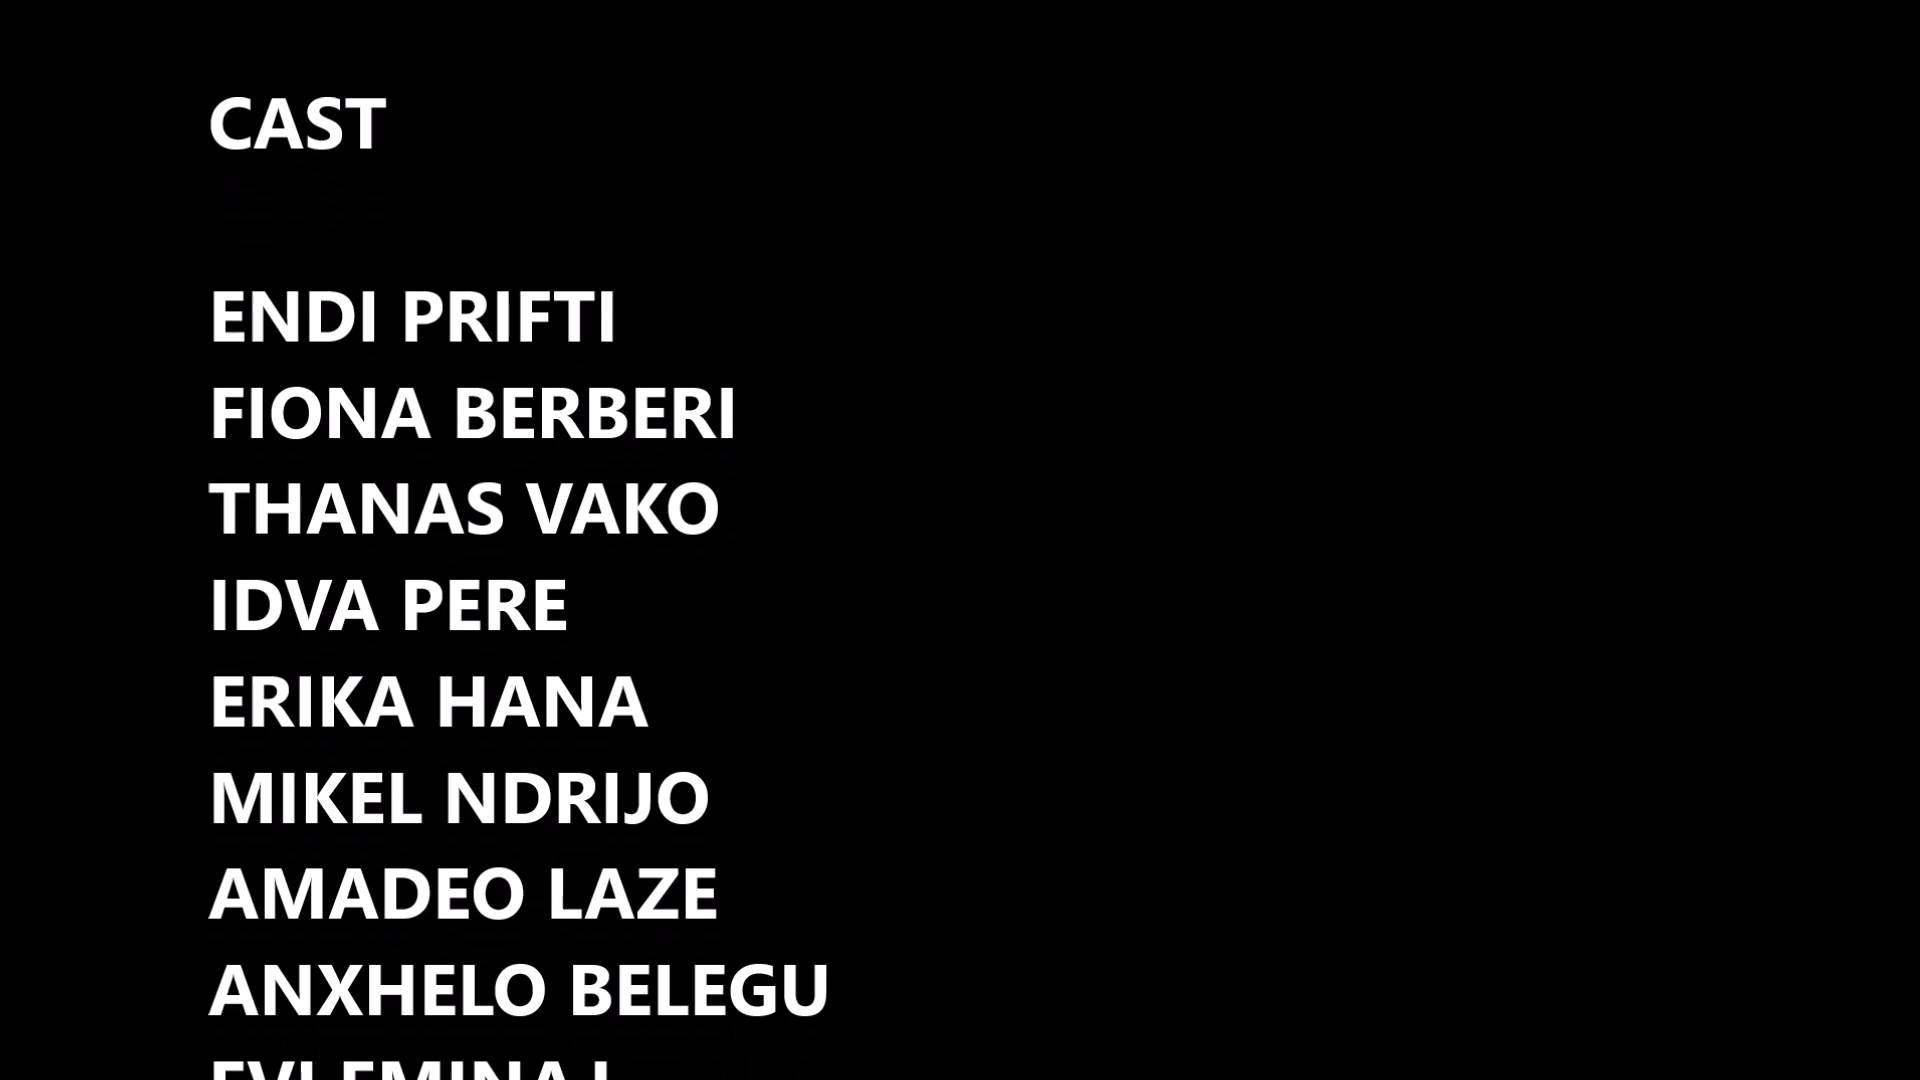 CAST
ENDI PRIFTI
FIONA BERBERI
THANAS VAKO
IDVA PERE
ERIKA HANA
MIKEL NDRIJO
AMADEO LAZE
ANXHELO BELEGU